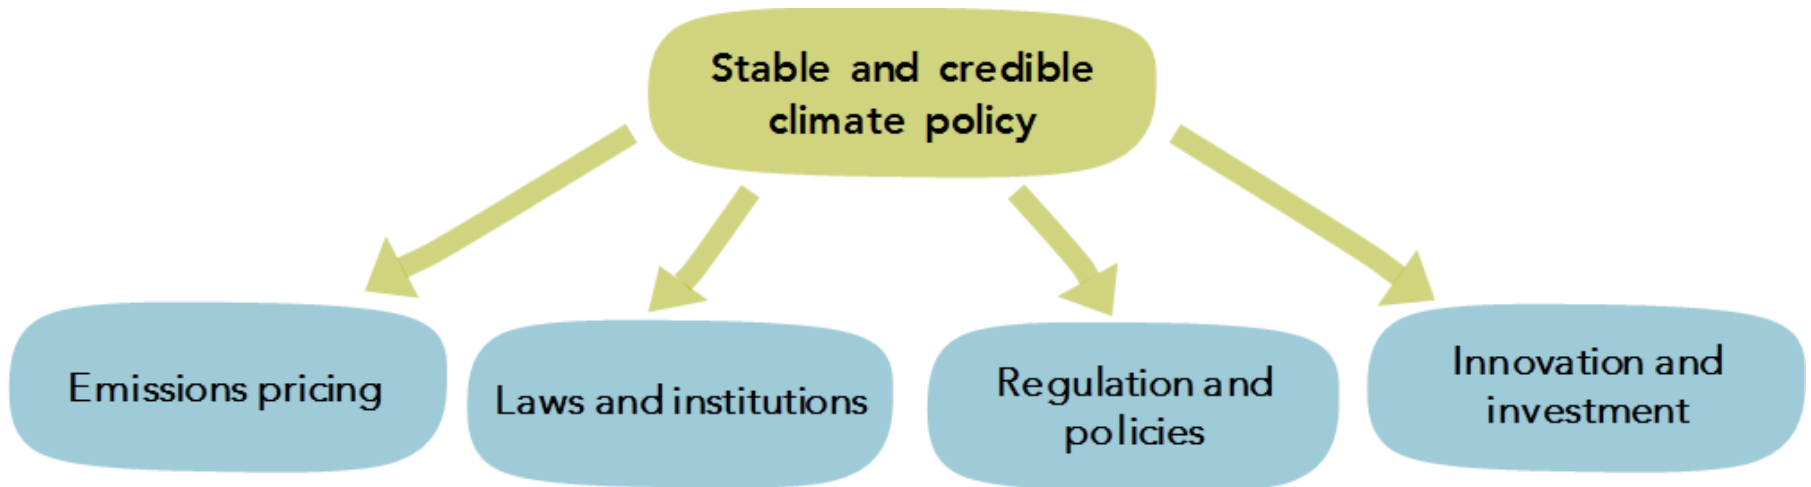 Stable and credible
climate policy
Emissions pricing
Laws and institutions
Regulation and
policies
Innovation and
investment